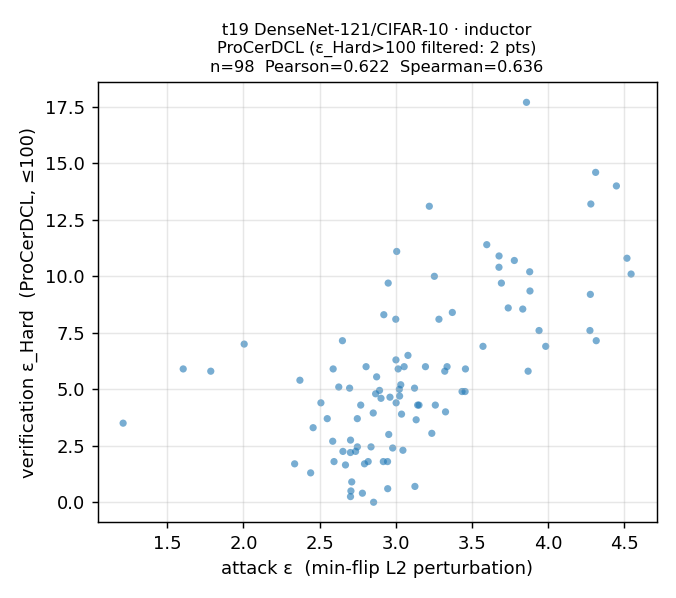 t19 DenseNet-121/CIFAR-10 · inductor
ProCerDCL (ε_Hard>100 filtered: 2 pts)
n=98  Pearson=0.622  Spearman=0.636
verification ε_Hard  (ProCerDCL, ≤100)
17.5
15.0
12.5
10.0
7.5
5.0
2.5
0.0
1.5 2.0 2.5 3.0 3.5 4.0 4.5
attack ε  (min-flip L2 perturbation)